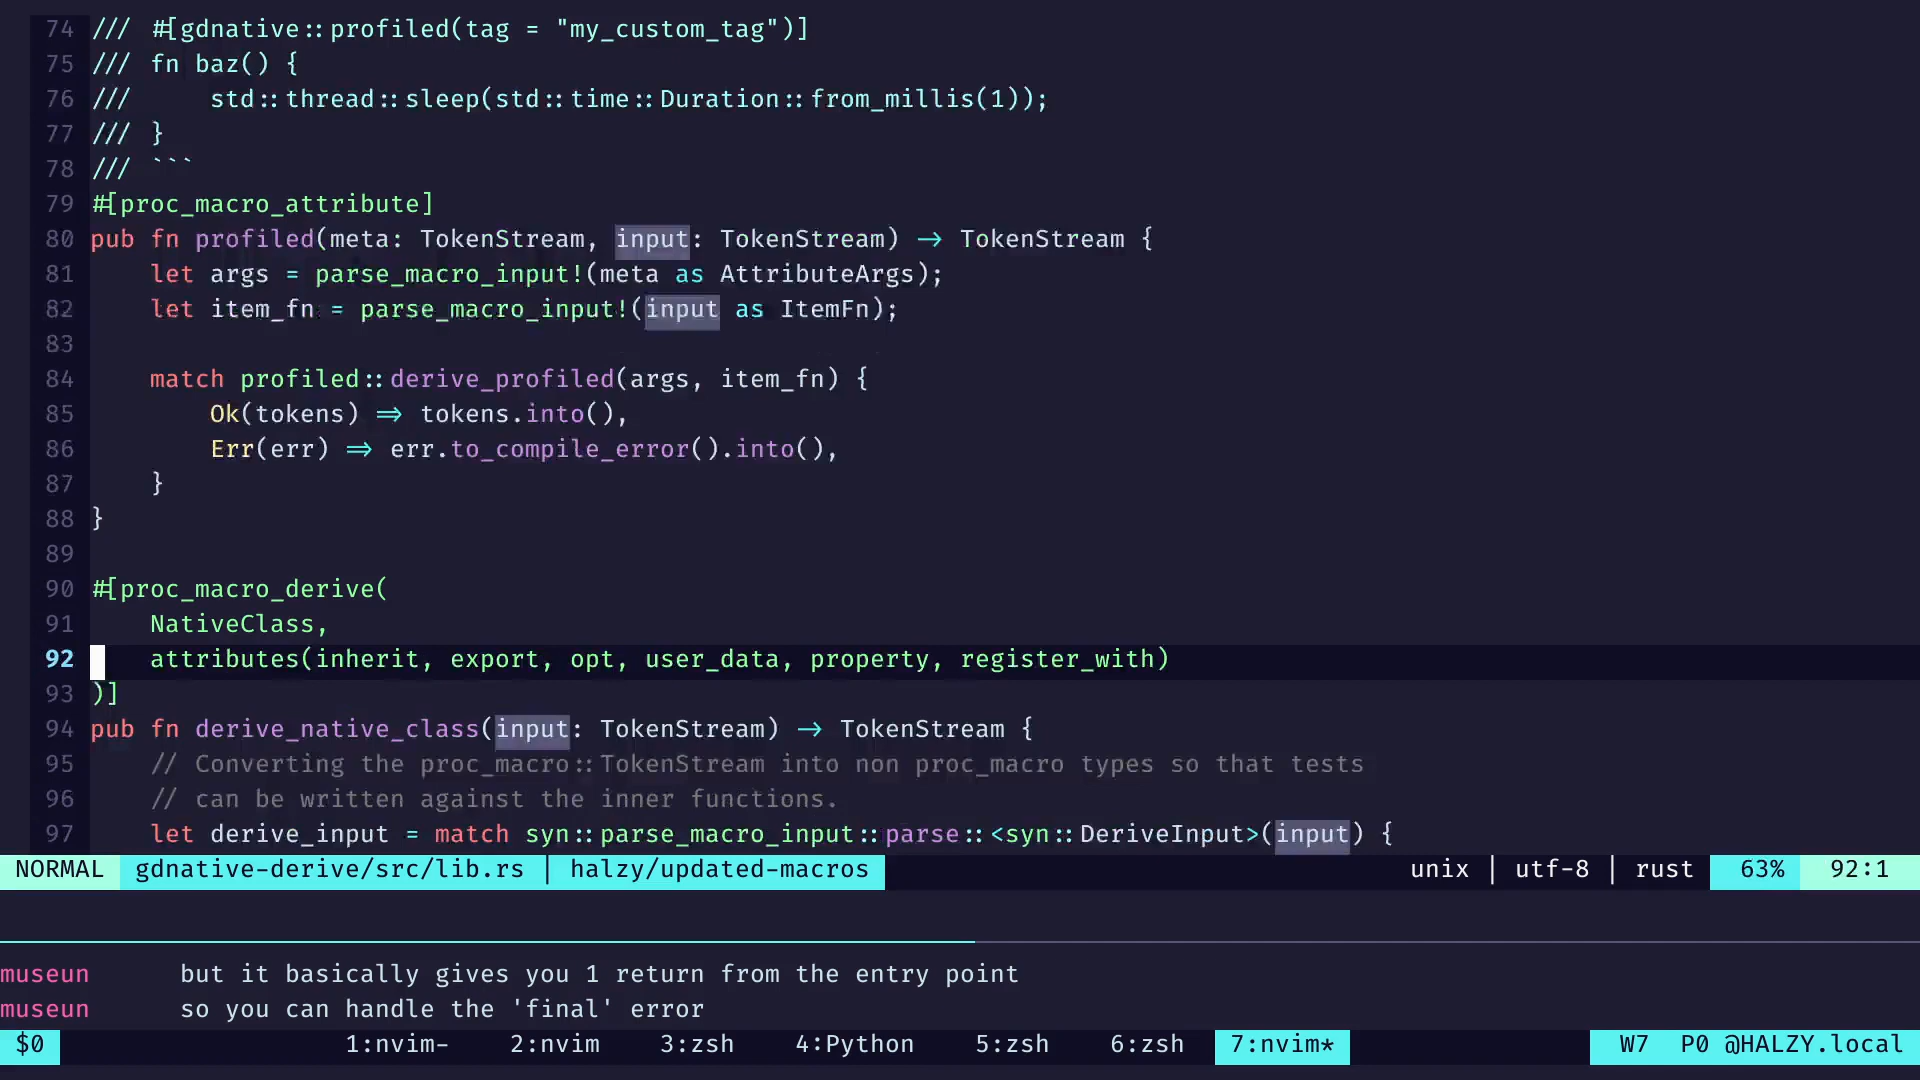 74 /// #[gdnative::profiled(tag = "my_custom_tag")]
75 /// fn baz() {
76 ///     std::thread::sleep(std::time::Duration::from_millis(1));
77 /// }
78 /// ```
79 #[proc_macro_attribute]
80 pub fn profiled(meta: TokenStream, input: TokenStream) -> TokenStream {
81     let args = parse_macro_input!(meta as AttributeArgs);
82     let item_fn = parse_macro_input!(input as ItemFn);
83
84     match profiled::derive_profiled(args, item_fn) {
85         Ok(tokens) => tokens.into(),
86         Err(err) => err.to_compile_error().into(),
87     }
88 }
89
90 #[proc_macro_derive(
91     NativeClass,
92     attributes(inherit, export, opt, user_data, property, register_with)
93 )]
94 pub fn derive_native_class(input: TokenStream) -> TokenStream {
95     // Converting the proc_macro::TokenStream into non proc_macro types so that tests
96     // can be written against the inner functions.
97     let derive_input = match syn::parse_macro_input::parse::<syn::DeriveInput>(input) {
NORMAL gdnative-derive/src/lib.rs | halzy/updated-macros unix | utf-8 | rust 63% 92:1
museun but it basically gives you 1 return from the entry point
museun so you can handle the 'final' error
$0 1:nvim- 2:nvim 3:zsh 4:Python 5:zsh 6:zsh 7:nvim* W7 P0 @HALZY.local